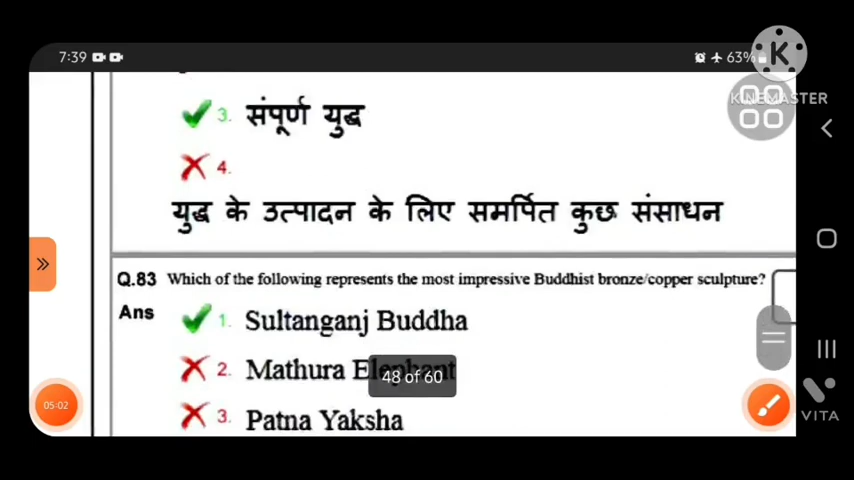 7:39
63%
KINEMASTER
3. संपूर्ण युद्ध
4.
युद्ध के उत्पादन के लिए समर्पित कुछ संसाधन
Q.83 Which of the following represents the most impressive Buddhist bronze/copper sculpture?
Ans
1. Sultanganj Buddha
2. Mathura Elephant
48 of 60
3. Patna Yaksha
05:02
VITA